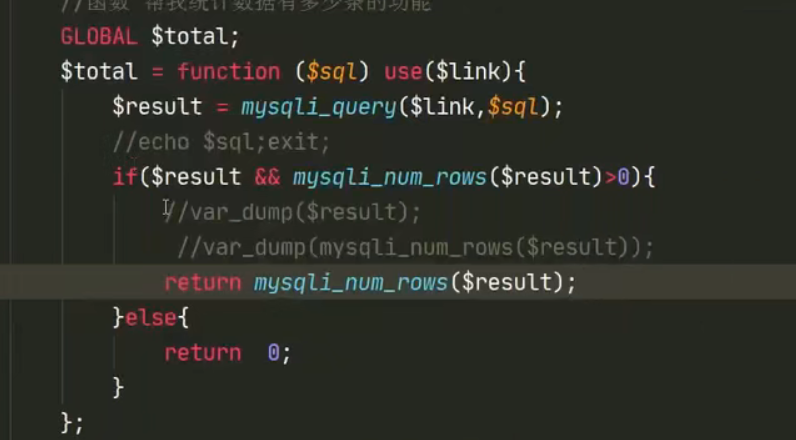 //函数 帮我统计数据有多少条的功能
GLOBAL $total;
$total = function ($sql) use($link){
$result = mysqli_query($link,$sql);
//echo $sql;exit;
if($result && mysqli_num_rows($result)>0){
//var_dump($result);
//var_dump(mysqli_num_rows($result));
return mysqli_num_rows($result);
}else{
return  0;
}
};